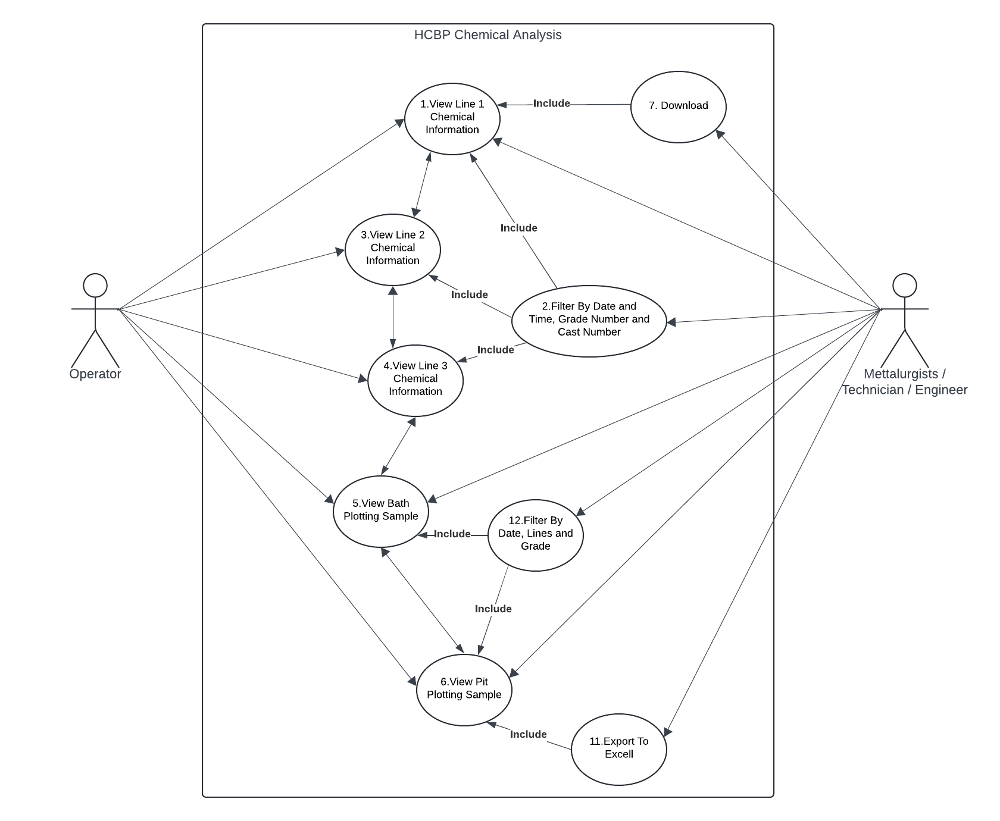 HCBP Chemical Analysis
1.View Line 1
Chemical
Information
Include
7. Download
3.View Line 2
Chemical
Information
Include
Include
2.Filter By Date and
Time, Grade Number and
Cast Number
Include
4.View Line 3
Chemical
Information
Operator
Mettalurgists /
Technician / Engineer
5.View Bath
Plotting Sample
Include
12.Filter By
Date, Lines and
Grade
Include
6.View Pit
Plotting Sample
Include
11.Export To
Excell